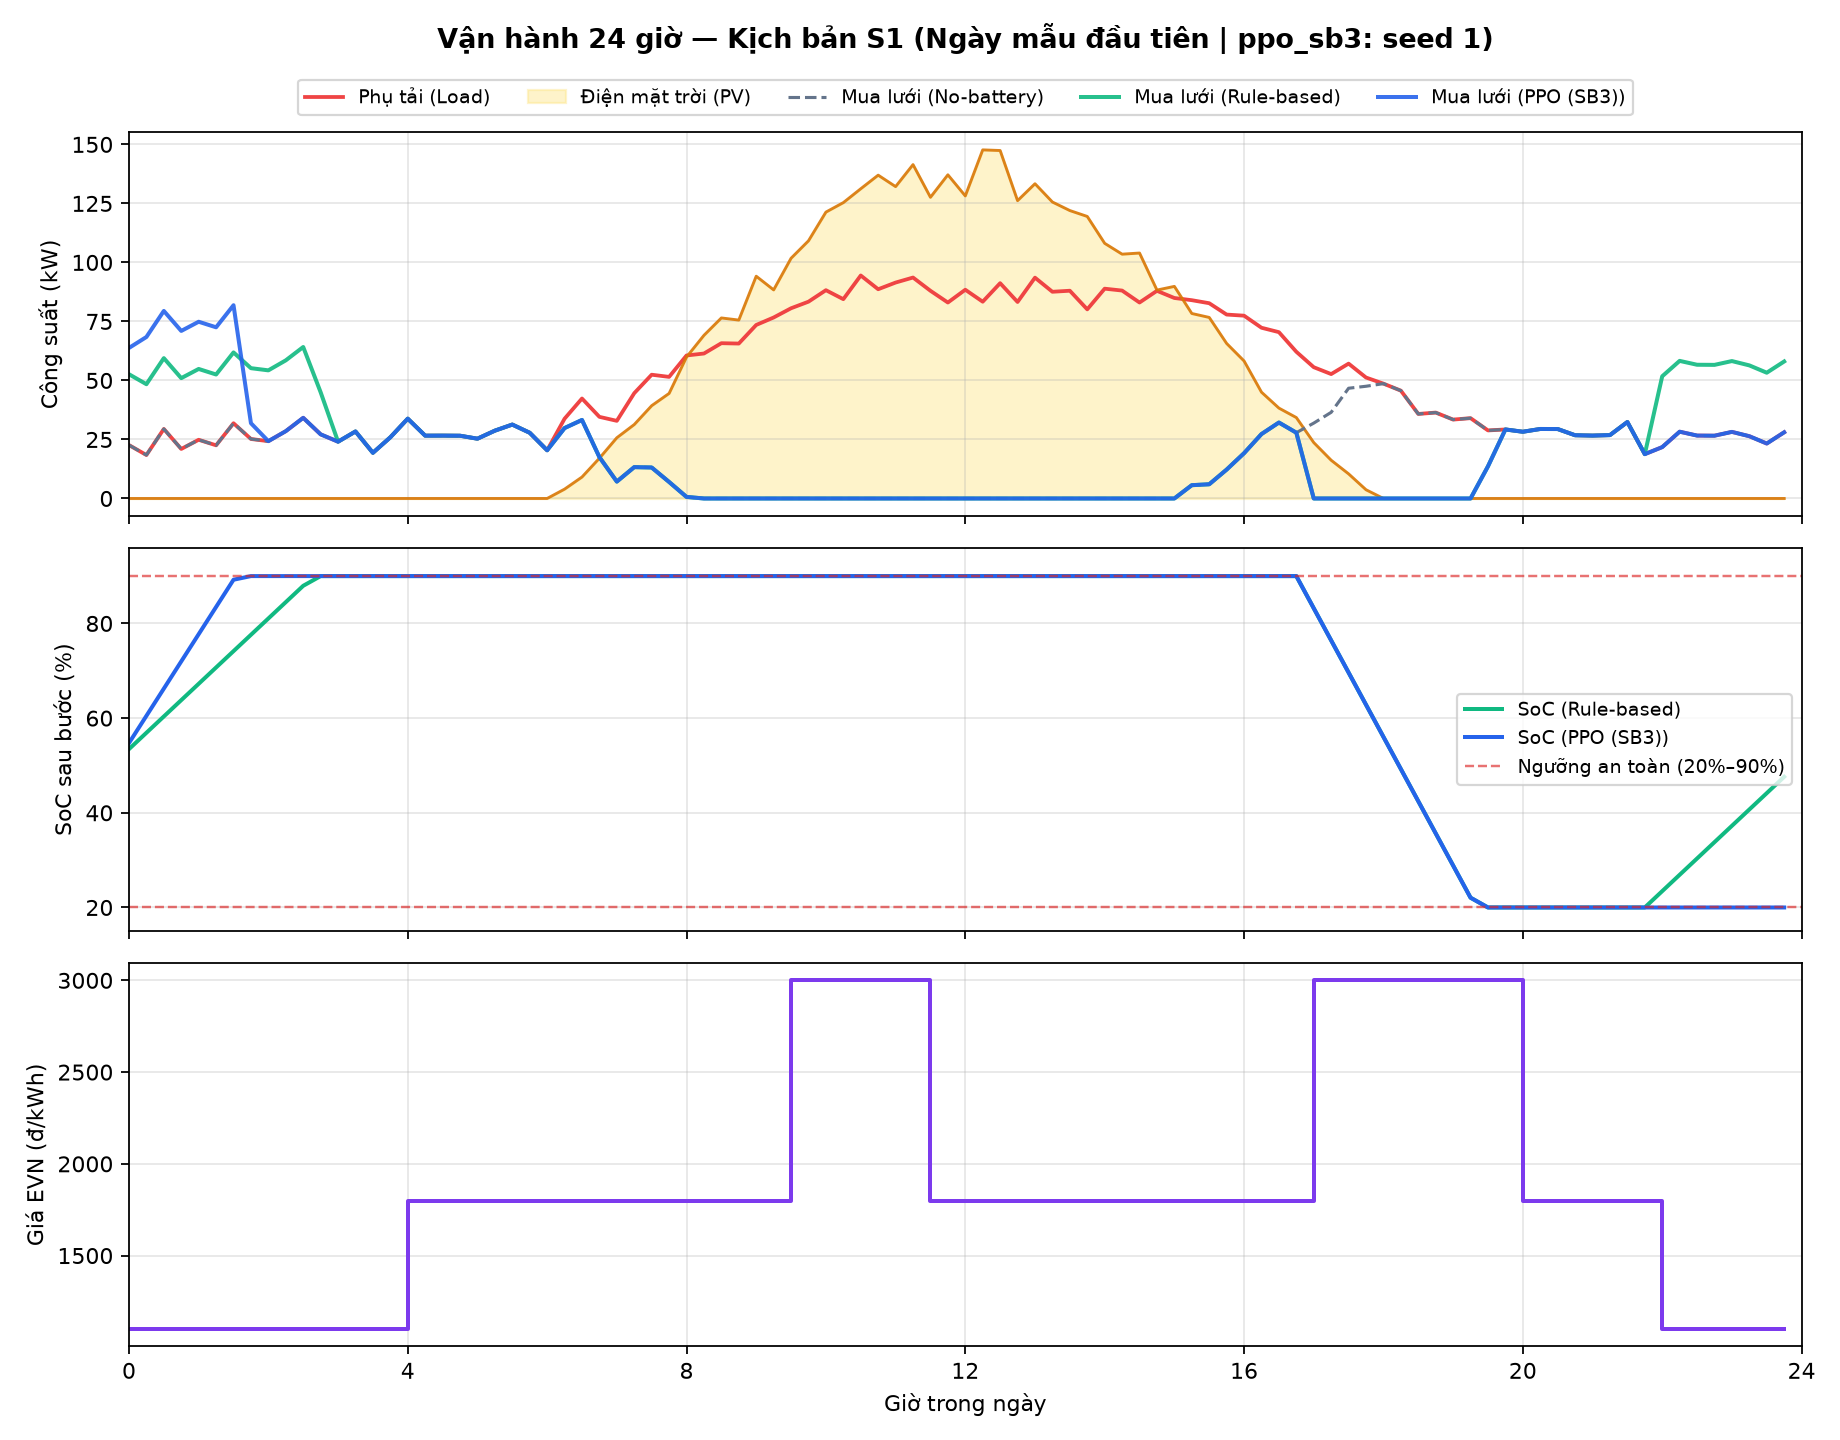 Vận hành 24 giờ — Kịch bản S1 (Ngày mẫu đầu tiên | ppo_sb3: seed 1)
Phụ tải (Load) Điện mặt trời (PV) Mua lưới (No-battery) Mua lưới (Rule-based) Mua lưới (PPO (SB3))
Công suất (kW)
150
125
100
75
50
25
0
SoC sau bước (%)
80
60
40
20
SoC (Rule-based)
SoC (PPO (SB3))
Ngưỡng an toàn (20%–90%)
Giá EVN (đ/kWh)
3000
2500
2000
1500
0 4 8 12 16 20 24
Giờ trong ngày